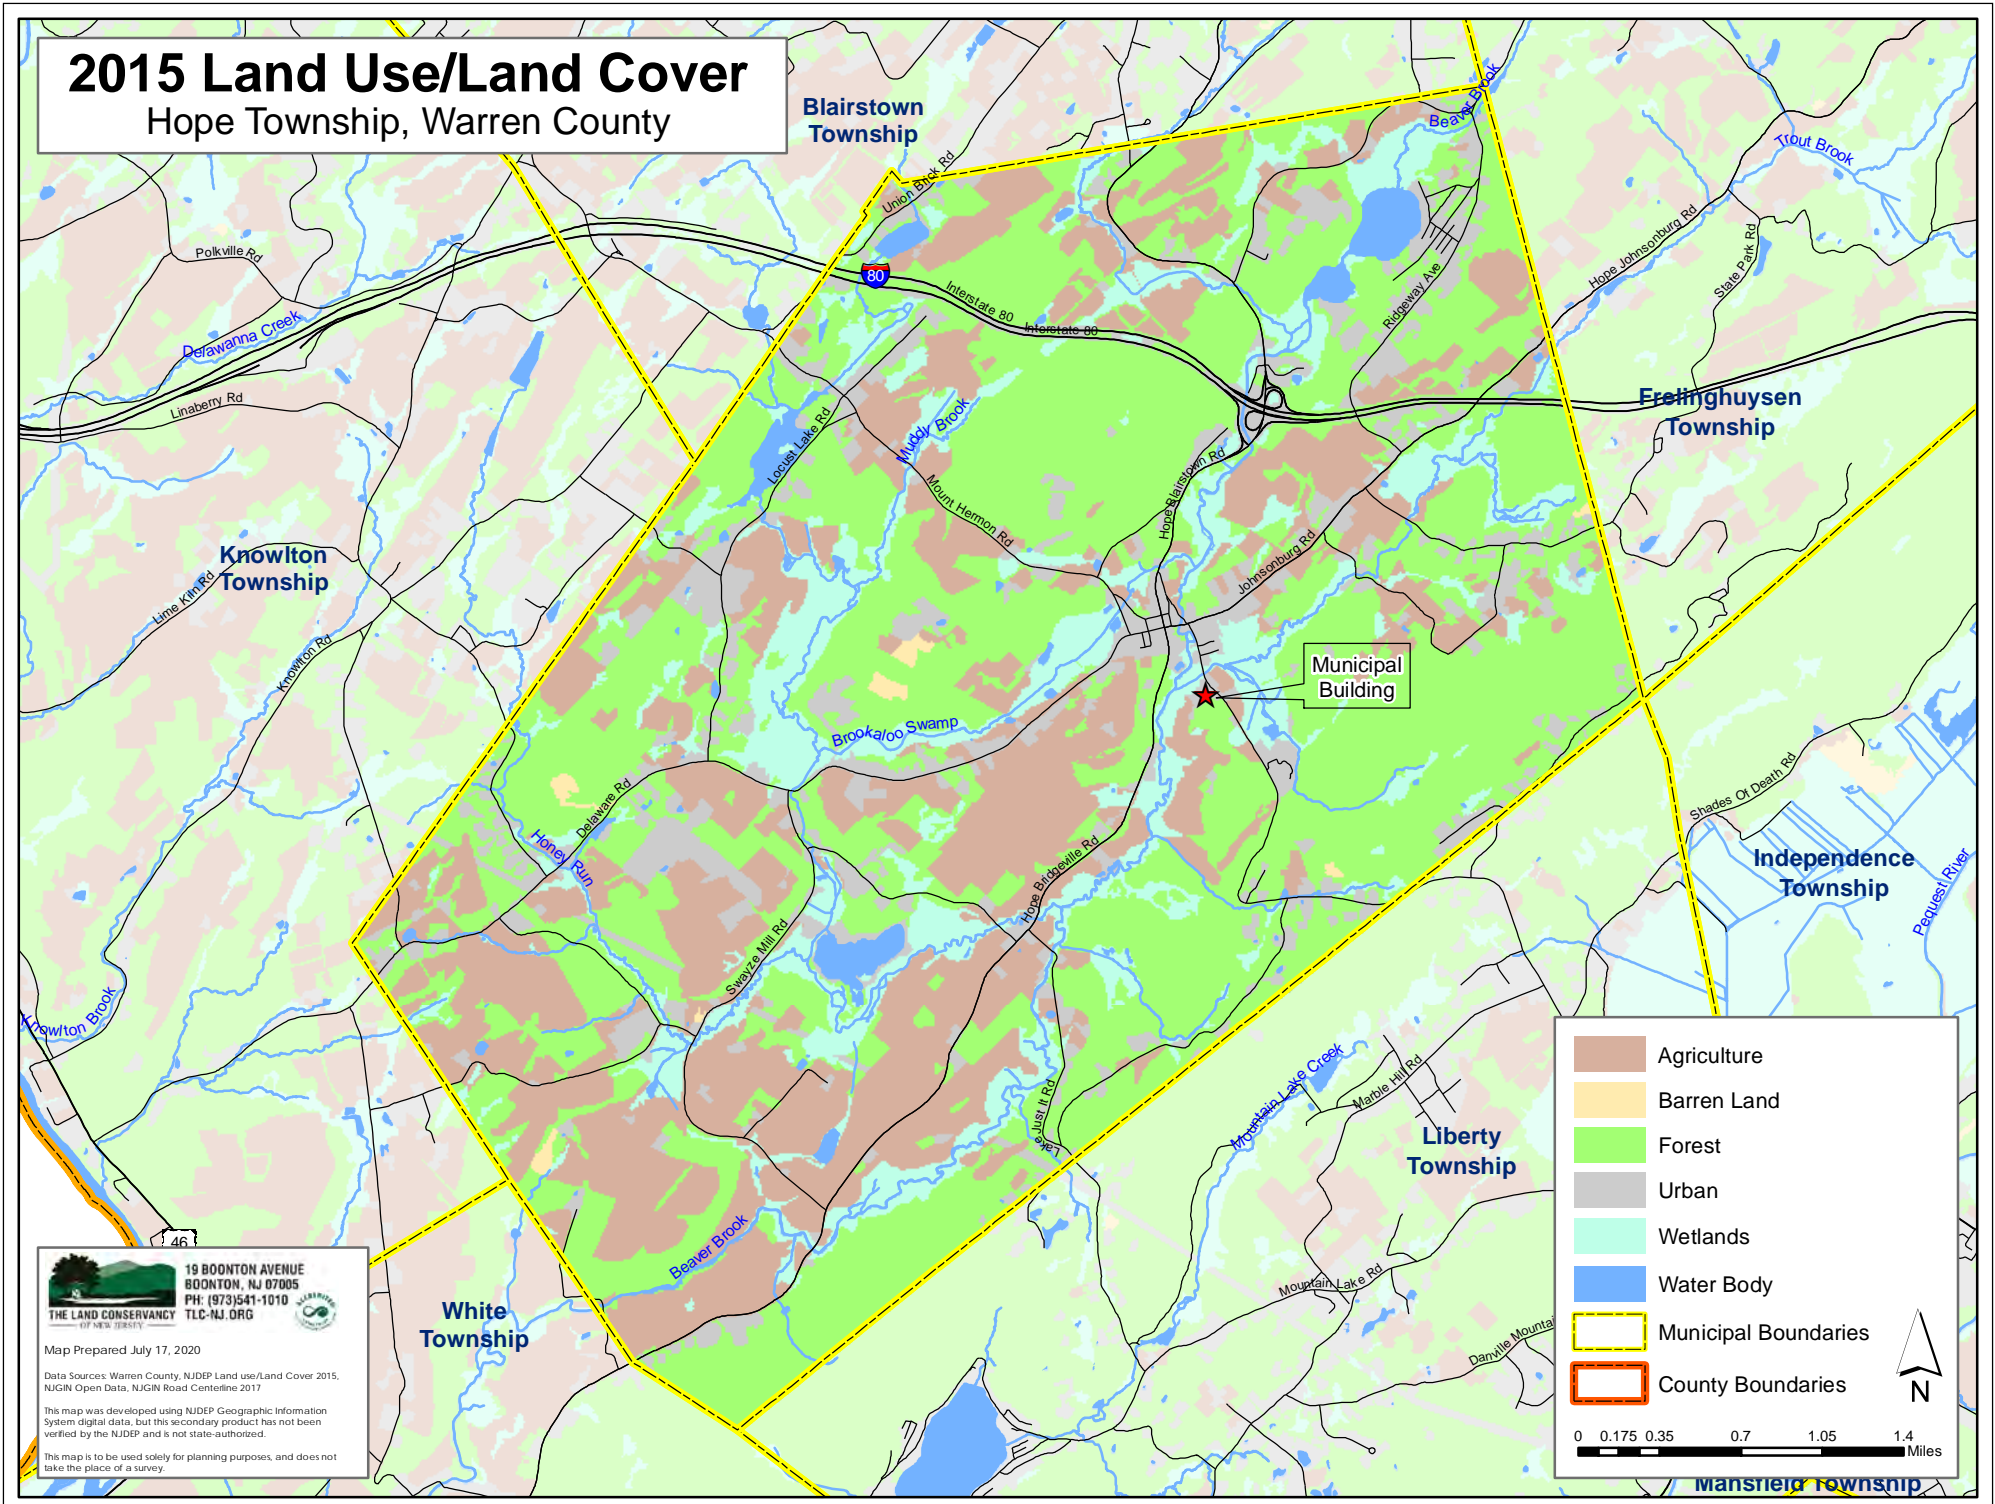 2015 Land Use/Land Cover
Hope Township, Warren County
Blairstown
Township
Union Brick Rd
Beaver Brook
Trout Brook
Polkville Rd
80
Interstate 80
Interstate 80
Hope Johnsonburg Rd
State Park Rd
Ridgeway Ave
Delawanna Creek
Linaberry Rd
Frelinghuysen
Township
Locust Lake Rd
Muddy Brook
Mount Hermon Rd
Hope Blairstown Rd
Johnsonburg Rd
Knowlton
Township
Lime Kiln Rd
Knowlton Rd
Municipal
Building
Brookaloo Swamp
Delaware Rd
Honey Run
Shades Of Death Rd
Independence
Township
Pequest River
Hope Bridgeville Rd
Swayze Mill Rd
Knowlton Brook
Lake Just It Rd
Mountain Lake Creek
Marble Hill Rd
Liberty
Township
Beaver Brook
Mountain Lake Rd
White
Township
Danville Mountai
46
Agriculture
Barren Land
Forest
Urban
Wetlands
Water Body
Municipal Boundaries
County Boundaries
N
0 0.175 0.35 0.7 1.05 1.4
Miles
Mansfield Township
THE LAND CONSERVANCY
OF NEW JERSEY
19 BOONTON AVENUE
BOONTON, NJ 07005
PH: (973)541-1010
TLC-NJ.ORG
ACCREDITED
Map Prepared July 17, 2020
Data Sources: Warren County, NJDEP Land use/Land Cover 2015,
NJGIN Open Data, NJGIN Road Centerline 2017
This map was developed using NJDEP Geographic Information
System digital data, but this secondary product has not been
verified by the NJDEP and is not state-authorized.
This map is to be used solely for planning purposes, and does not
take the place of a survey.